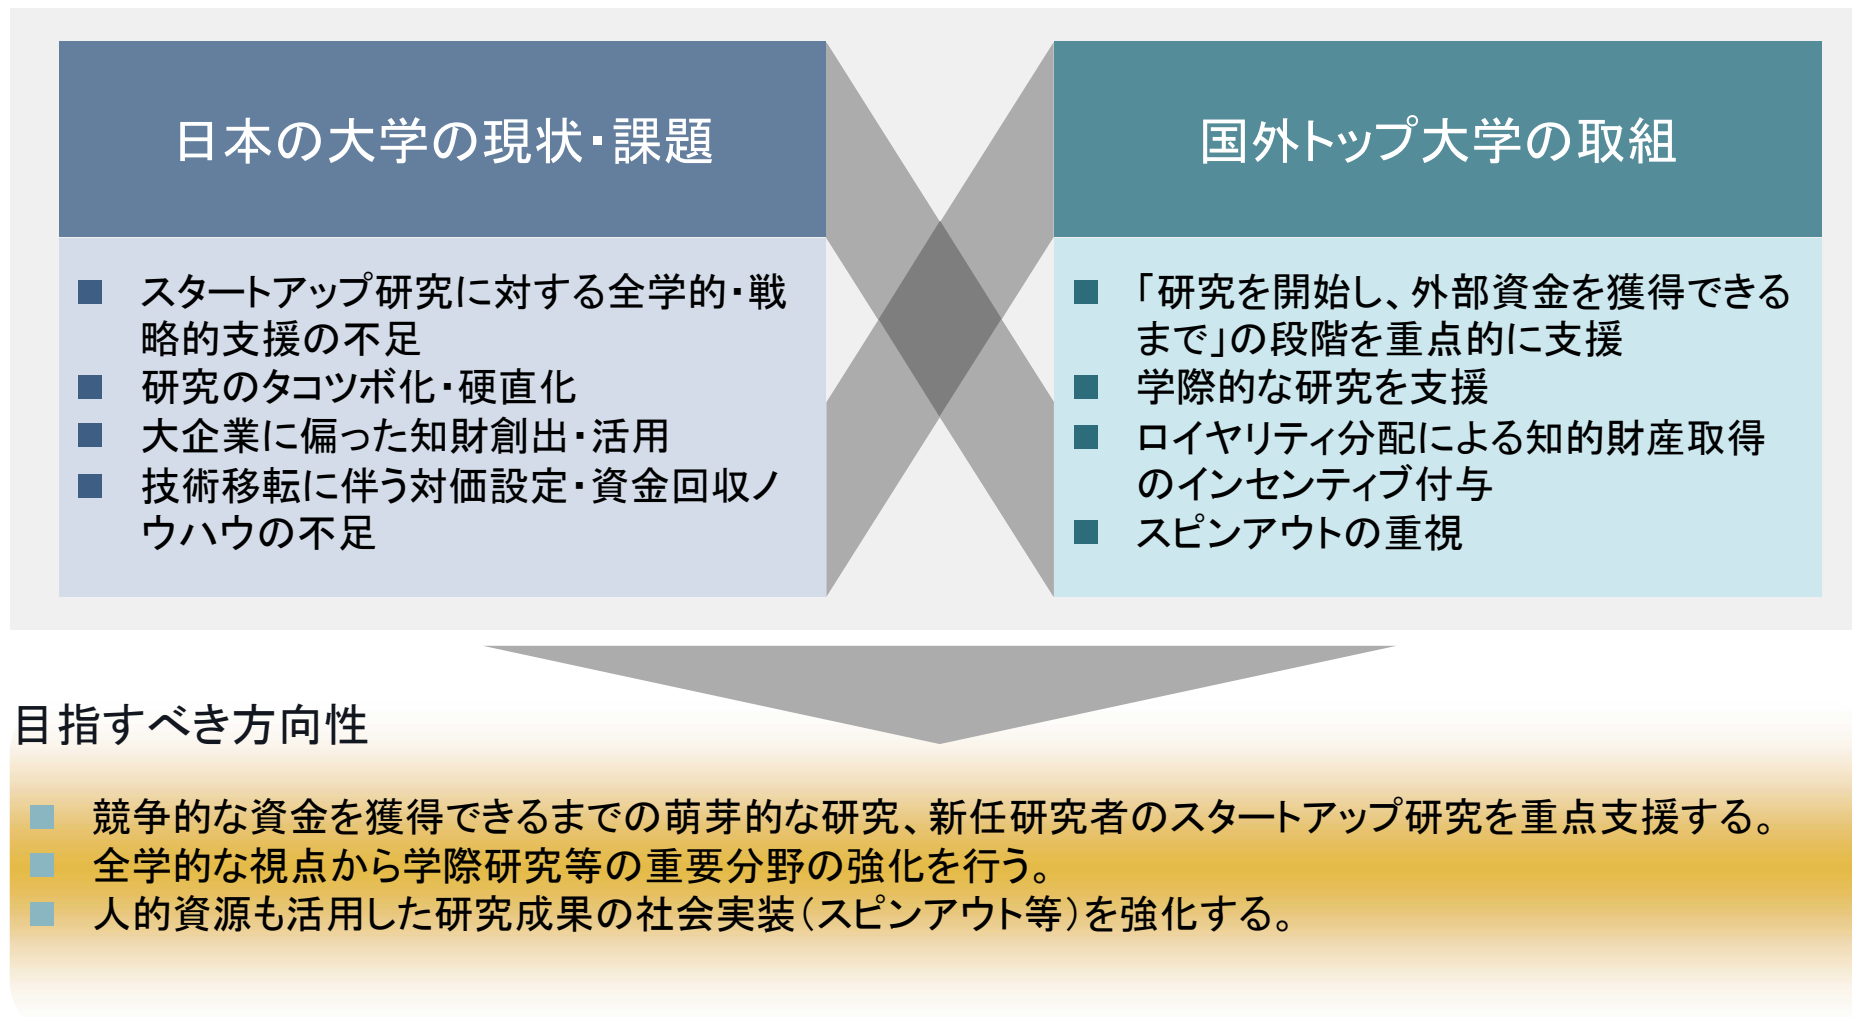 日本の大学の現状・課題
スタートアップ研究に対する全学的・戦
略的支援の不足
研究のタコツボ化・硬直化
大企業に偏った知財創出・活用
技術移転に伴う対価設定・資金回収ノ
ウハウの不足
国外トップ大学の取組
「研究を開始し、外部資金を獲得できる
まで」の段階を重点的に支援
学際的な研究を支援
ロイヤリティ分配による知的財産取得
のインセンティブ付与
スピンアウトの重視
目指すべき方向性
競争的な資金を獲得できるまでの萌芽的な研究、新任研究者のスタートアップ研究を重点支援する。
全学的な視点から学際研究等の重要分野の強化を行う。
人的資源も活用した研究成果の社会実装（スピンアウト等）を強化する。